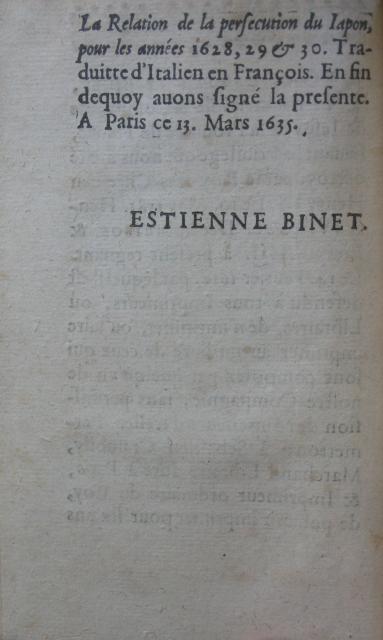 La Relation de la persecution du Iapon,
pour les années 1628, 29 & 30. Tra-
duitte d'Italien en François. En fin
dequoy auons signé la presente.
A Paris ce 13. Mars 1635.
ESTIENNE BINET.